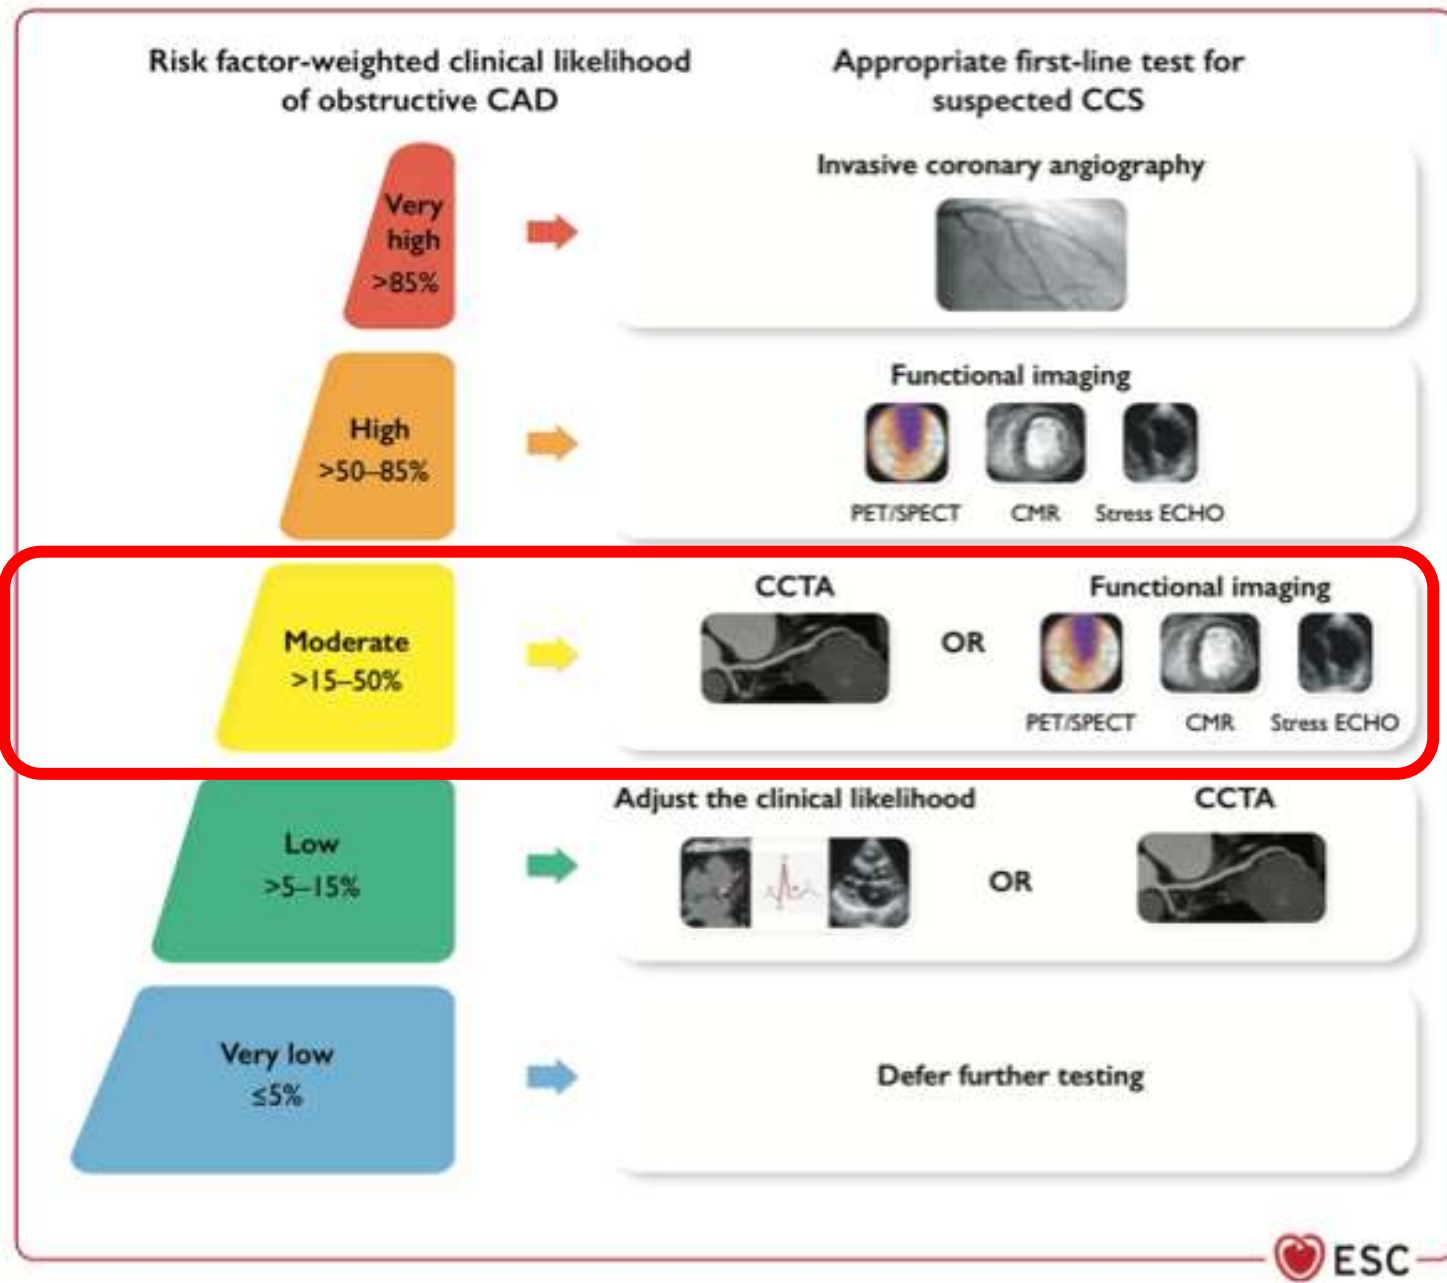 Risk factor-weighted clinical likelihood
of obstructive CAD
Appropriate first-line test for
suspected CCS
Very
high
>85%
Invasive coronary angiography
High
>50–85%
Functional imaging
PET/SPECT
CMR
Stress ECHO
Moderate
>15–50%
CCTA
OR
Functional imaging
PET/SPECT
CMR
Stress ECHO
Low
>5–15%
Adjust the clinical likelihood
OR
CCTA
Very low
≤5%
Defer further testing
ESC